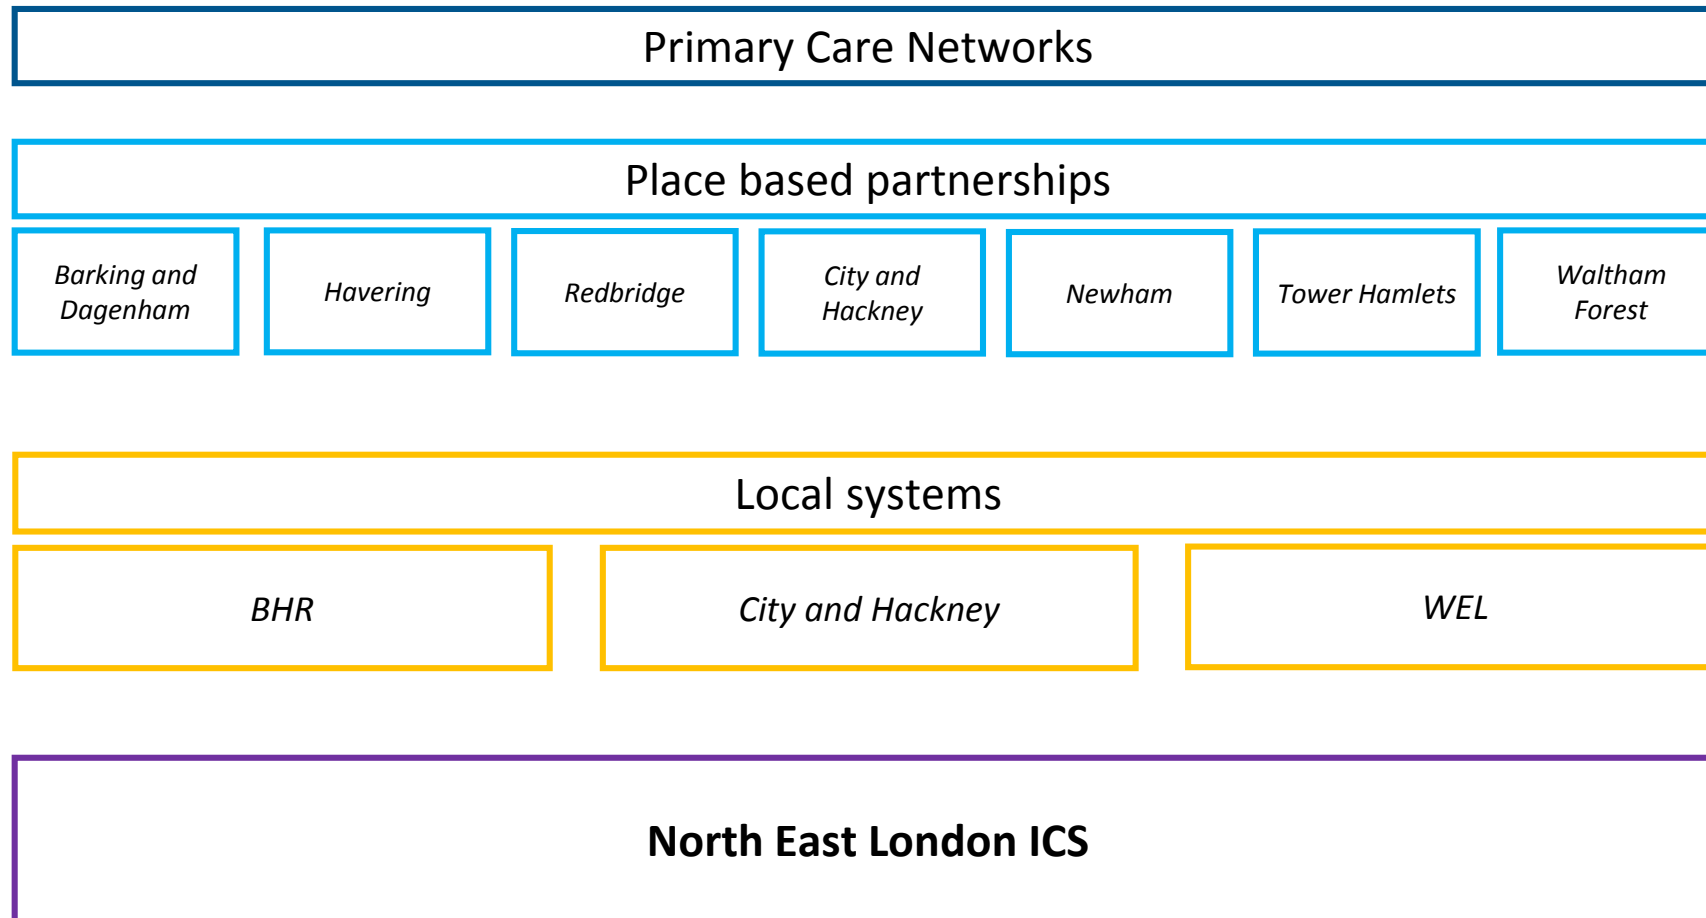 Primary Care Networks
Place based partnerships
Barking and
Dagenham
Havering
Redbridge
City and
Hackney
Newham
Tower Hamlets
Waltham
Forest
Local systems
BHR
City and Hackney
WEL
North East London ICS